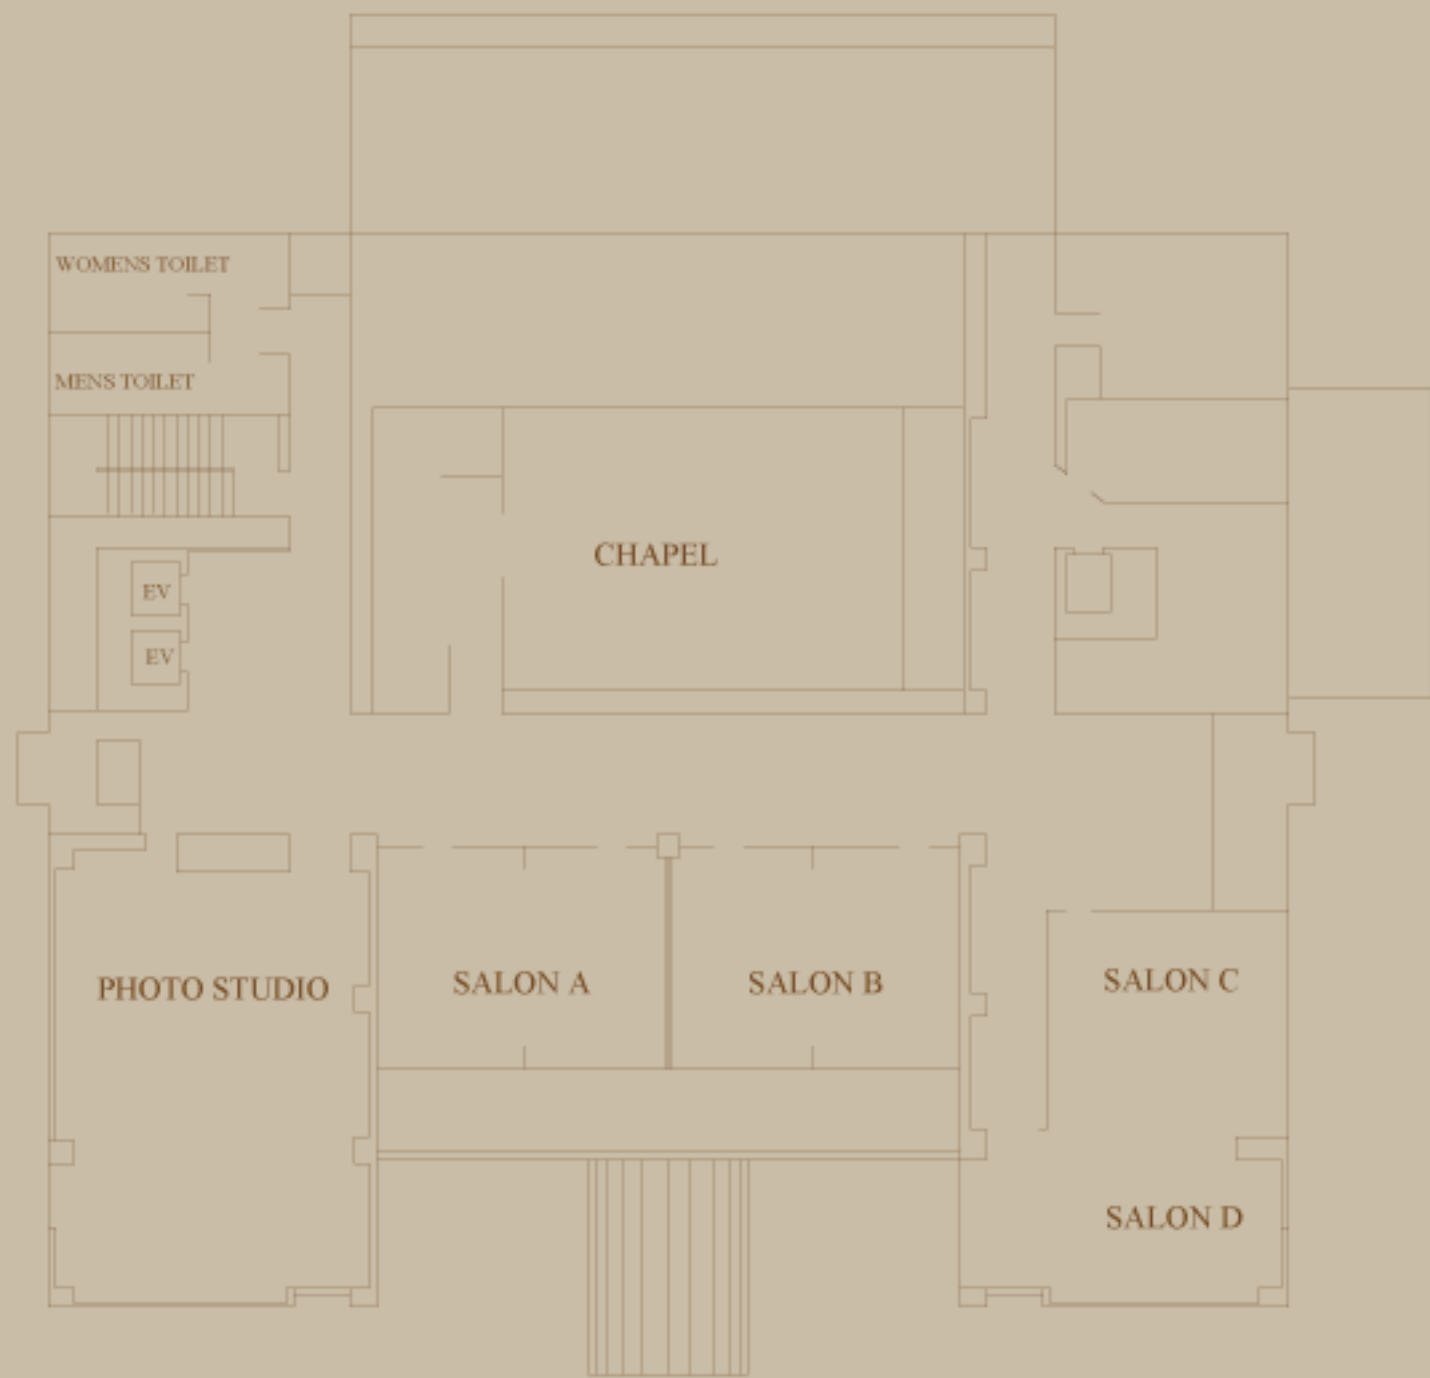 WOMENS TOILET
MENS TOILET
CHAPEL
EV
EV
PHOTO STUDIO
SALON A
SALON B
SALON C
SALON D